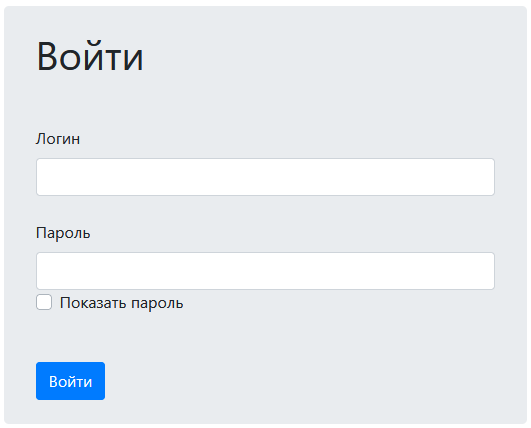 Войти
Логин
Пароль
Показать пароль
Войти